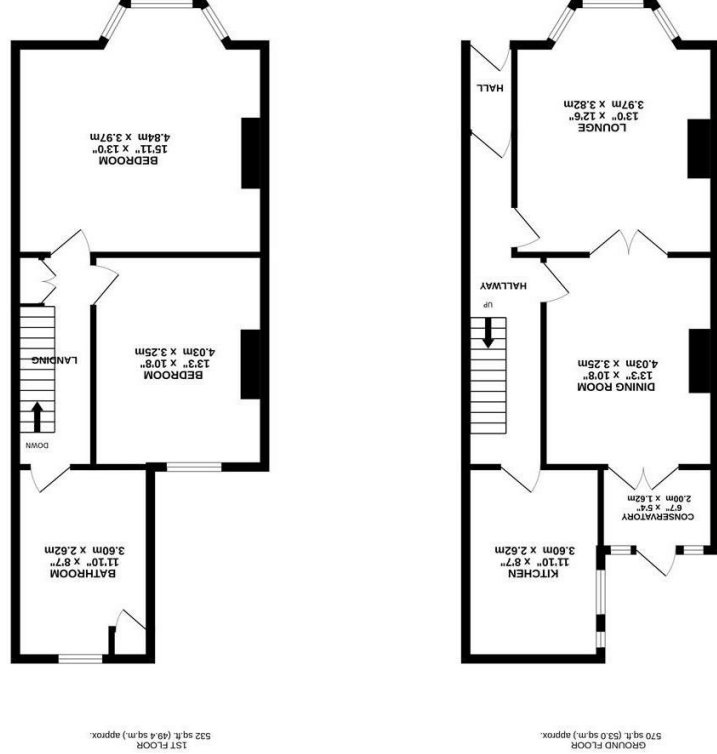 GROUND FLOOR
570 sq.ft. (53.0 sq.m.) approx.
CONSERVATORY
6'7" x 5'4"
2.00m x 1.62m
KITCHEN
11'10" x 8'7"
3.60m x 2.62m
DINING ROOM
13'3" x 10'8"
4.03m x 3.25m
UP
HALLWAY
LOUNGE
13'0" x 12'6"
3.97m x 3.82m
HALL
1ST FLOOR
532 sq.ft. (49.4 sq.m.) approx.
BATHROOM
11'10" x 8'7"
3.60m x 2.62m
DOWN
LANDING
BEDROOM
13'3" x 10'8"
4.03m x 3.25m
BEDROOM
15'11" x 13'0"
4.84m x 3.97m